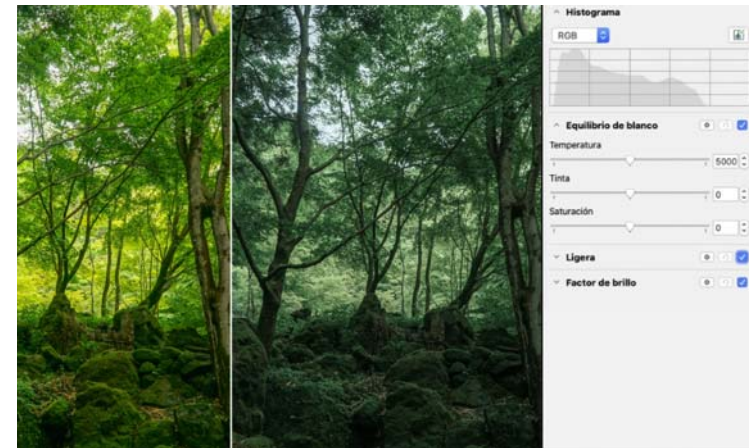 Histograma
RGB
Equilibrio de blanco
Temperatura
5000
Tinta
0
Saturación
0
Ligera
Factor de brillo